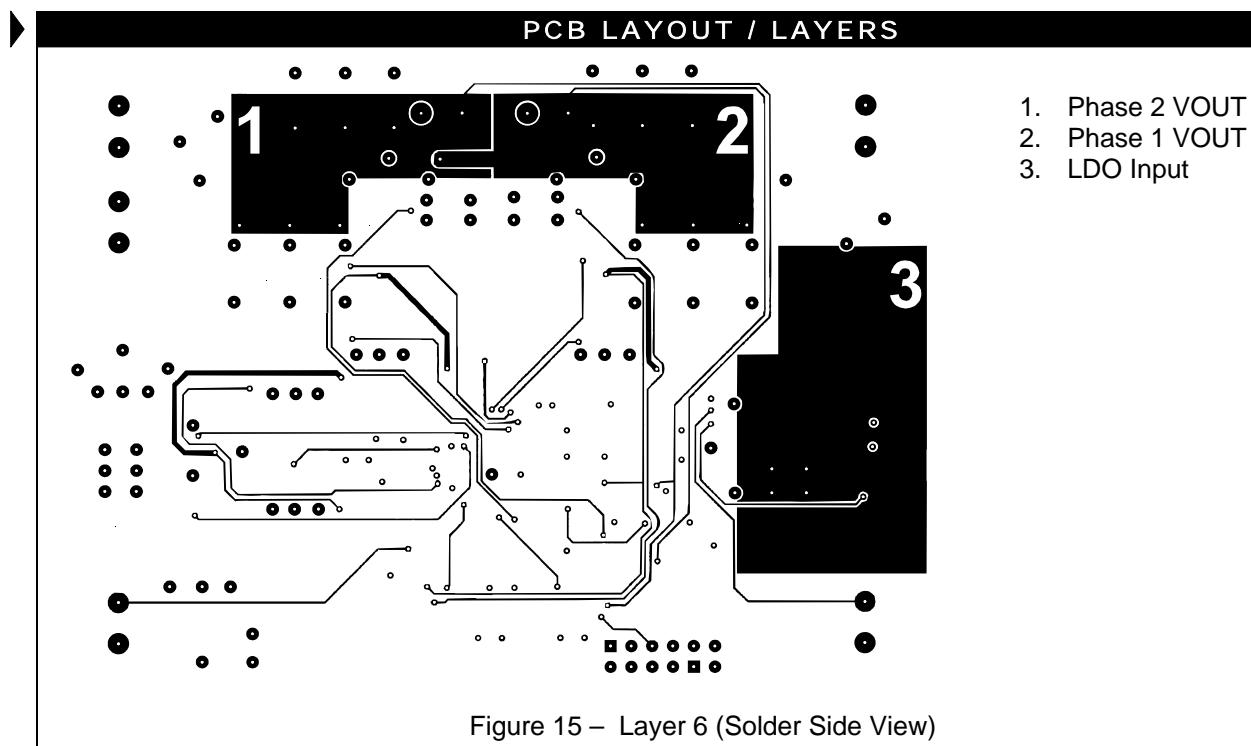 PCB LAYOUT / LAYERS
1
2
3
1. Phase 2 VOUT
2. Phase 1 VOUT
3. LDO Input
Figure 15 – Layer 6 (Solder Side View)